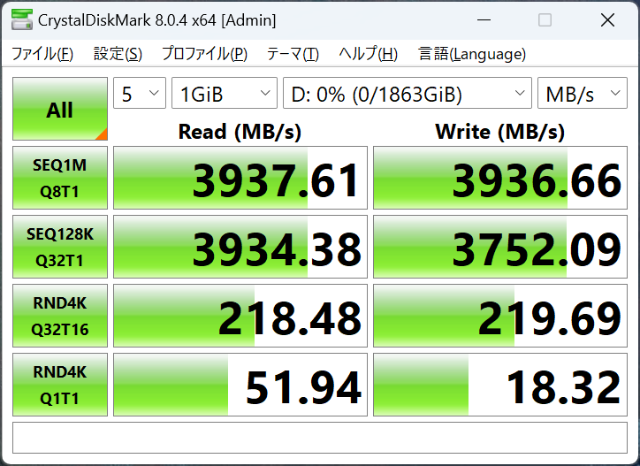 CrystalDiskMark 8.0.4 x64 [Admin]
ファイル(F) 設定(S) プロファイル(P) テーマ(T) ヘルプ(H) 言語(Language)
All 5 1GiB D: 0% (0/1863GiB) MB/s
Read (MB/s) Write (MB/s)
SEQ1M
Q8T1 3937.61 3936.66
SEQ128K
Q32T1 3934.38 3752.09
RND4K
Q32T16 218.48 219.69
RND4K
Q1T1 51.94 18.32